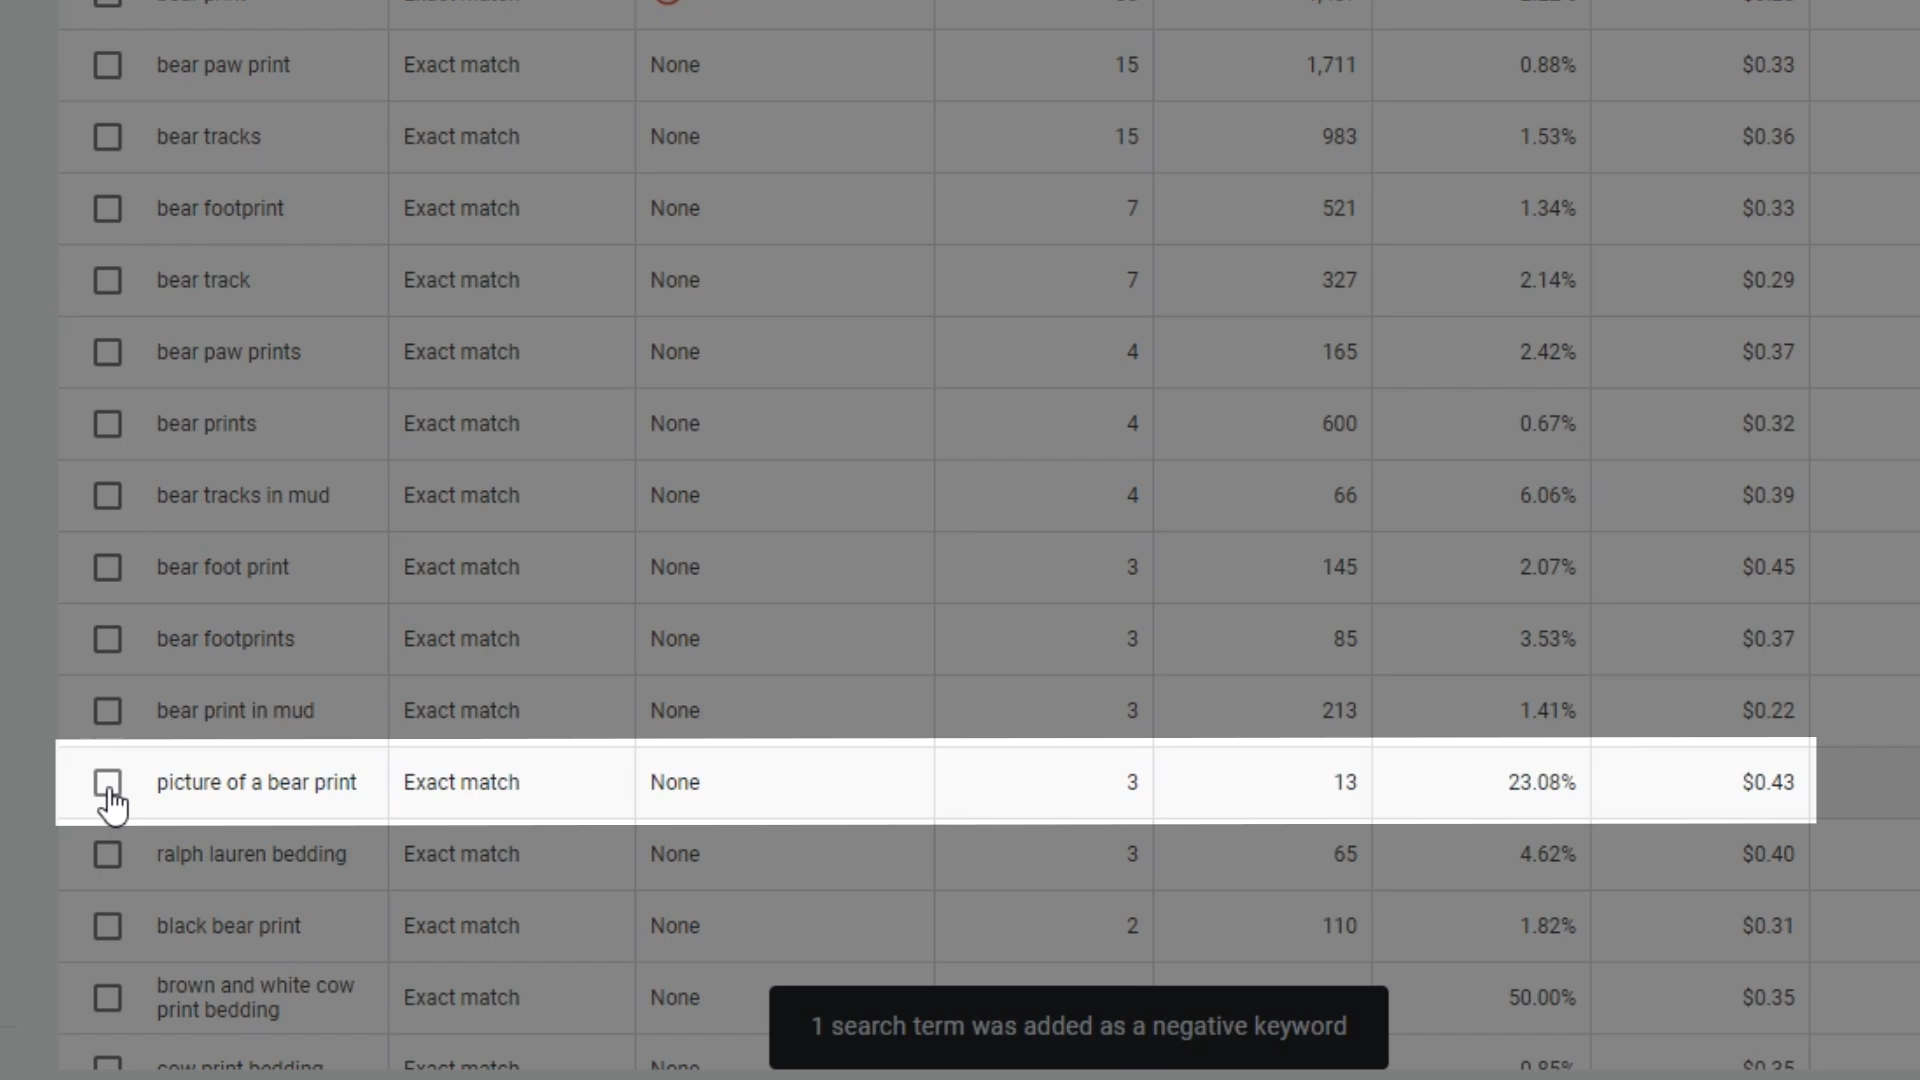 bear paw print Exact match None 15 1,711 0.88% $0.33
bear tracks Exact match None 15 983 1.53% $0.36
bear footprint Exact match None 7 521 1.34% $0.33
bear track Exact match None 7 327 2.14% $0.29
bear paw prints Exact match None 4 165 2.42% $0.37
bear prints Exact match None 4 600 0.67% $0.32
bear tracks in mud Exact match None 4 66 6.06% $0.39
bear foot print Exact match None 3 145 2.07% $0.45
bear footprints Exact match None 3 85 3.53% $0.37
bear print in mud Exact match None 3 213 1.41% $0.22
picture of a bear print Exact match None 3 13 23.08% $0.43
ralph lauren bedding Exact match None 3 65 4.62% $0.40
black bear print Exact match None 2 110 1.82% $0.31
brown and white cow
print bedding Exact match None 50.00% $0.35
1 search term was added as a negative keyword
cow print bedding Exact match None 0.85% $0.35